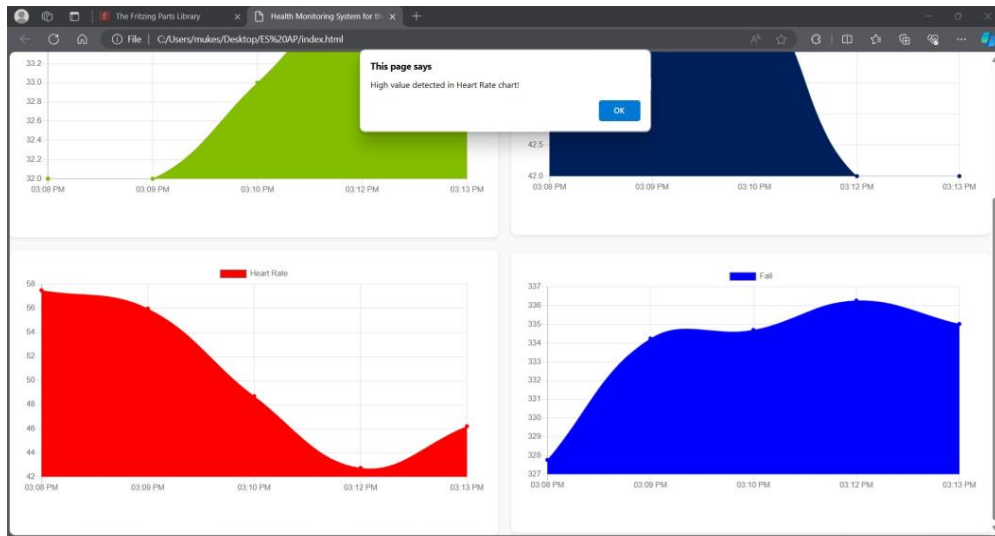 The Fritzing Parts Library
Health Monitoring System for th
File
C:/Users/mukes/Desktop/ES%20AP/index.html
This page says
High value detected in Heart Rate chart!
OK
33.2
33.0
32.8
32.6
32.4
32.2
32.0
03:08 PM 03:09 PM 03:10 PM 03:12 PM 03:13 PM
42.5
42.0
03:08 PM 03:09 PM 03:10 PM 03:12 PM 03:13 PM
Heart Rate
58
56
54
52
50
48
46
44
42
03:08 PM 03:09 PM 03:10 PM 03:12 PM 03:13 PM
Fall
337
336
335
334
333
332
331
330
329
328
327
03:08 PM 03:09 PM 03:10 PM 03:12 PM 03:13 PM